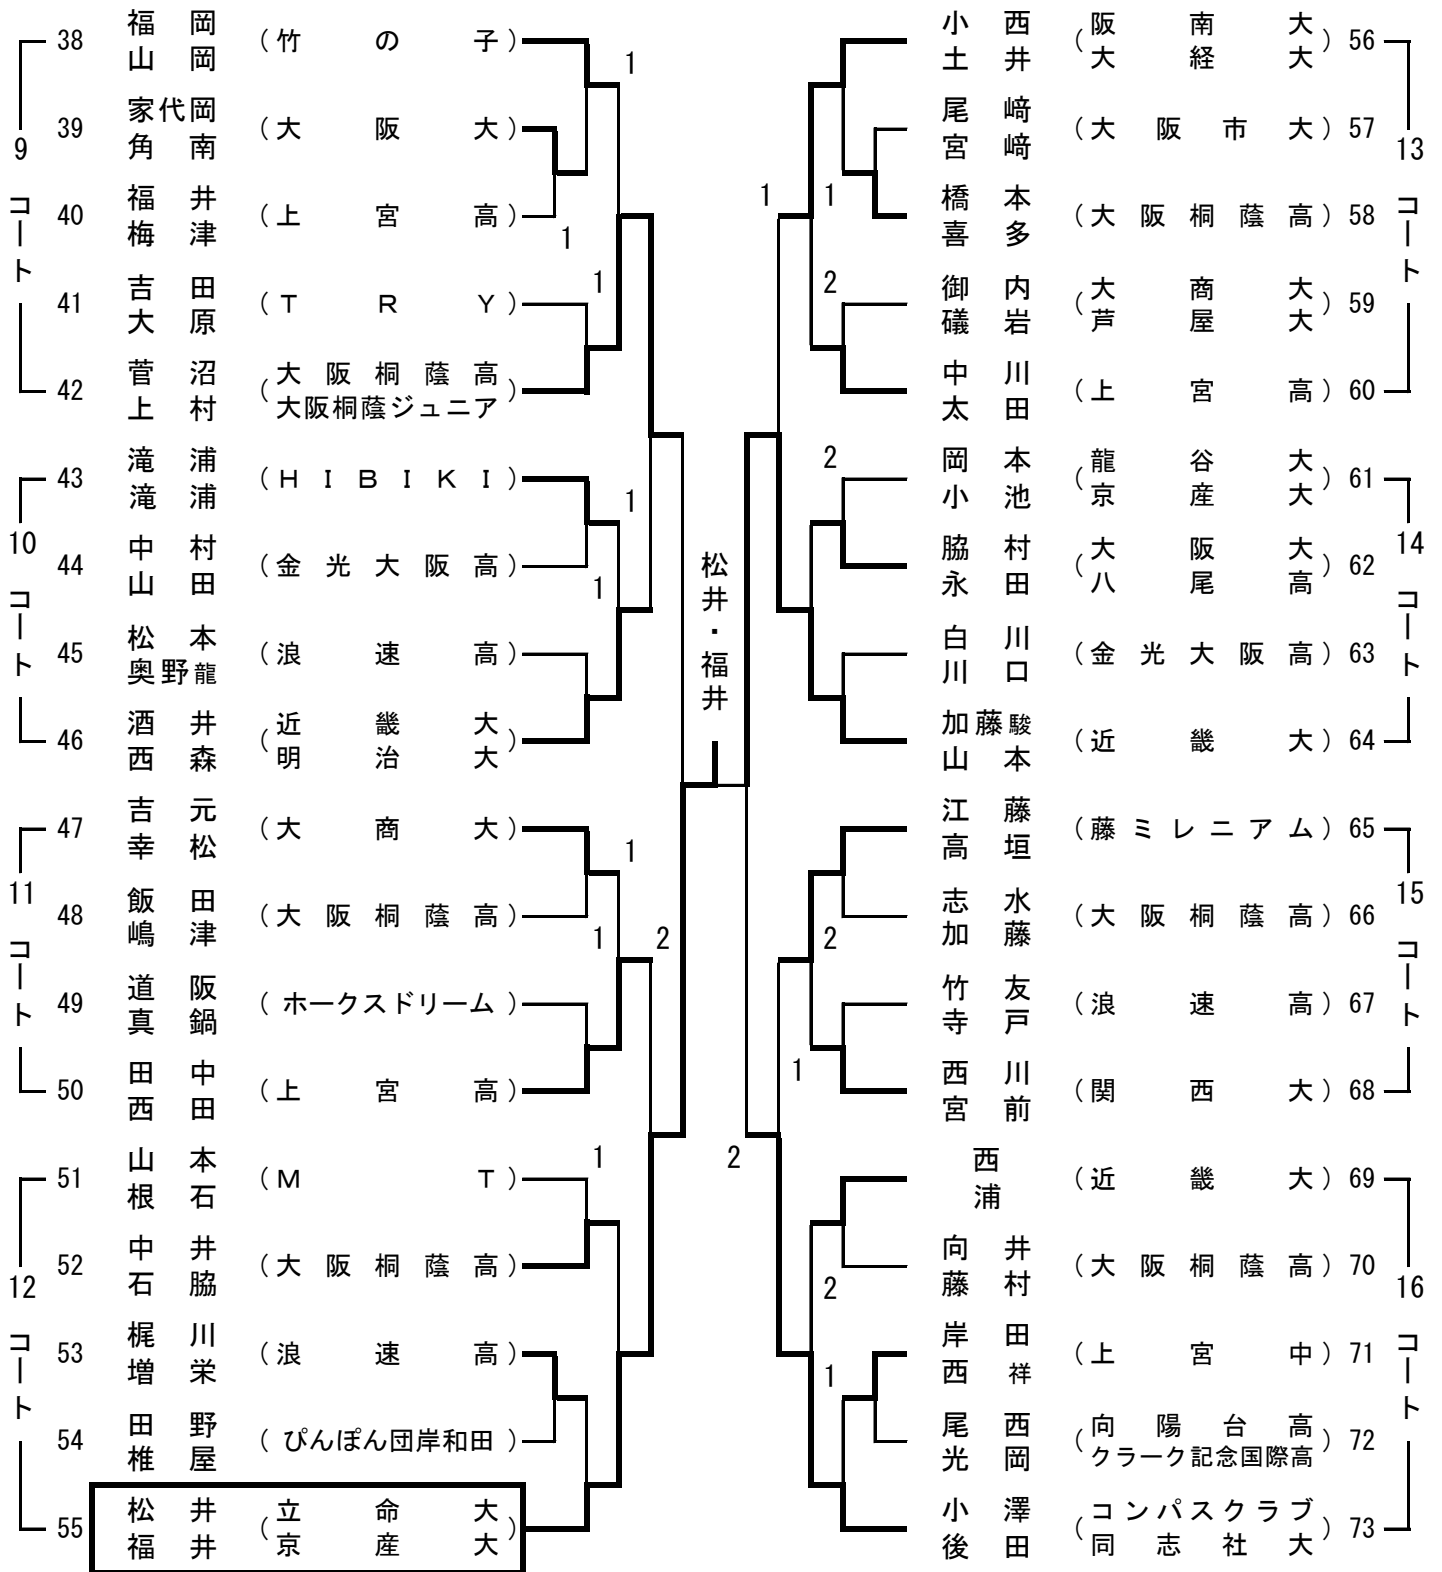 9 コート
38 福岡 山岡 (竹の子)
39 家代岡 角南 (大阪大)
40 福井 梅津 (上宮高)
41 吉田 大原 (TRY)
42 菅沼 上村 (大阪桐蔭高 大阪桐蔭ジュニア)
10 コート
43 滝浦 滝浦 (HIBIKI)
44 中村 山田 (金光大阪高)
45 松本 奥野龍 (浪速高)
46 酒井 西森 (近畿大 明治大)
11 コート
47 吉元 幸松 (大商大)
48 飯田 嶋津 (大阪桐蔭高)
49 道阪 真鍋 (ホークスドリーム)
50 田中 西田 (上宮高)
12 コート
51 山本 根石 (MT)
52 中井 石脇 (大阪桐蔭高)
53 梶川 増栄 (浪速高)
54 田野 椎屋 (ぴんぽん団岸和田)
55 松井 福井 (立命大 京産大)
1
1
1
1
1
1
1
2
1
松井・福井
1
1
2
2
2
1
2
2
1
小西 土井 (阪南大 大経大) 56
尾﨑 宮﨑 (大阪市大) 57
橋本 喜多 (大阪桐蔭高) 58
御内 礒岩 (大商大 芦屋大) 59
中川 太田 (上宮高) 60
13 コート
岡本 小池 (龍谷大 京産大) 61
脇村 永田 (大阪大 八尾高) 62
白川 川口 (金光大阪高) 63
加藤駿 山本 (近畿大) 64
14 コート
江藤 高垣 (藤ミレニアム) 65
志水 加藤 (大阪桐蔭高) 66
竹友 寺戸 (浪速高) 67
西川 宮前 (関西大) 68
15 コート
西 浦 (近畿大) 69
向井 藤村 (大阪桐蔭高) 70
岸田 西祥 (上宮中) 71
尾西 光岡 (向陽台高 クラーク記念国際高) 72
小澤 後田 (コンパスクラブ 同志社大) 73
16 コート